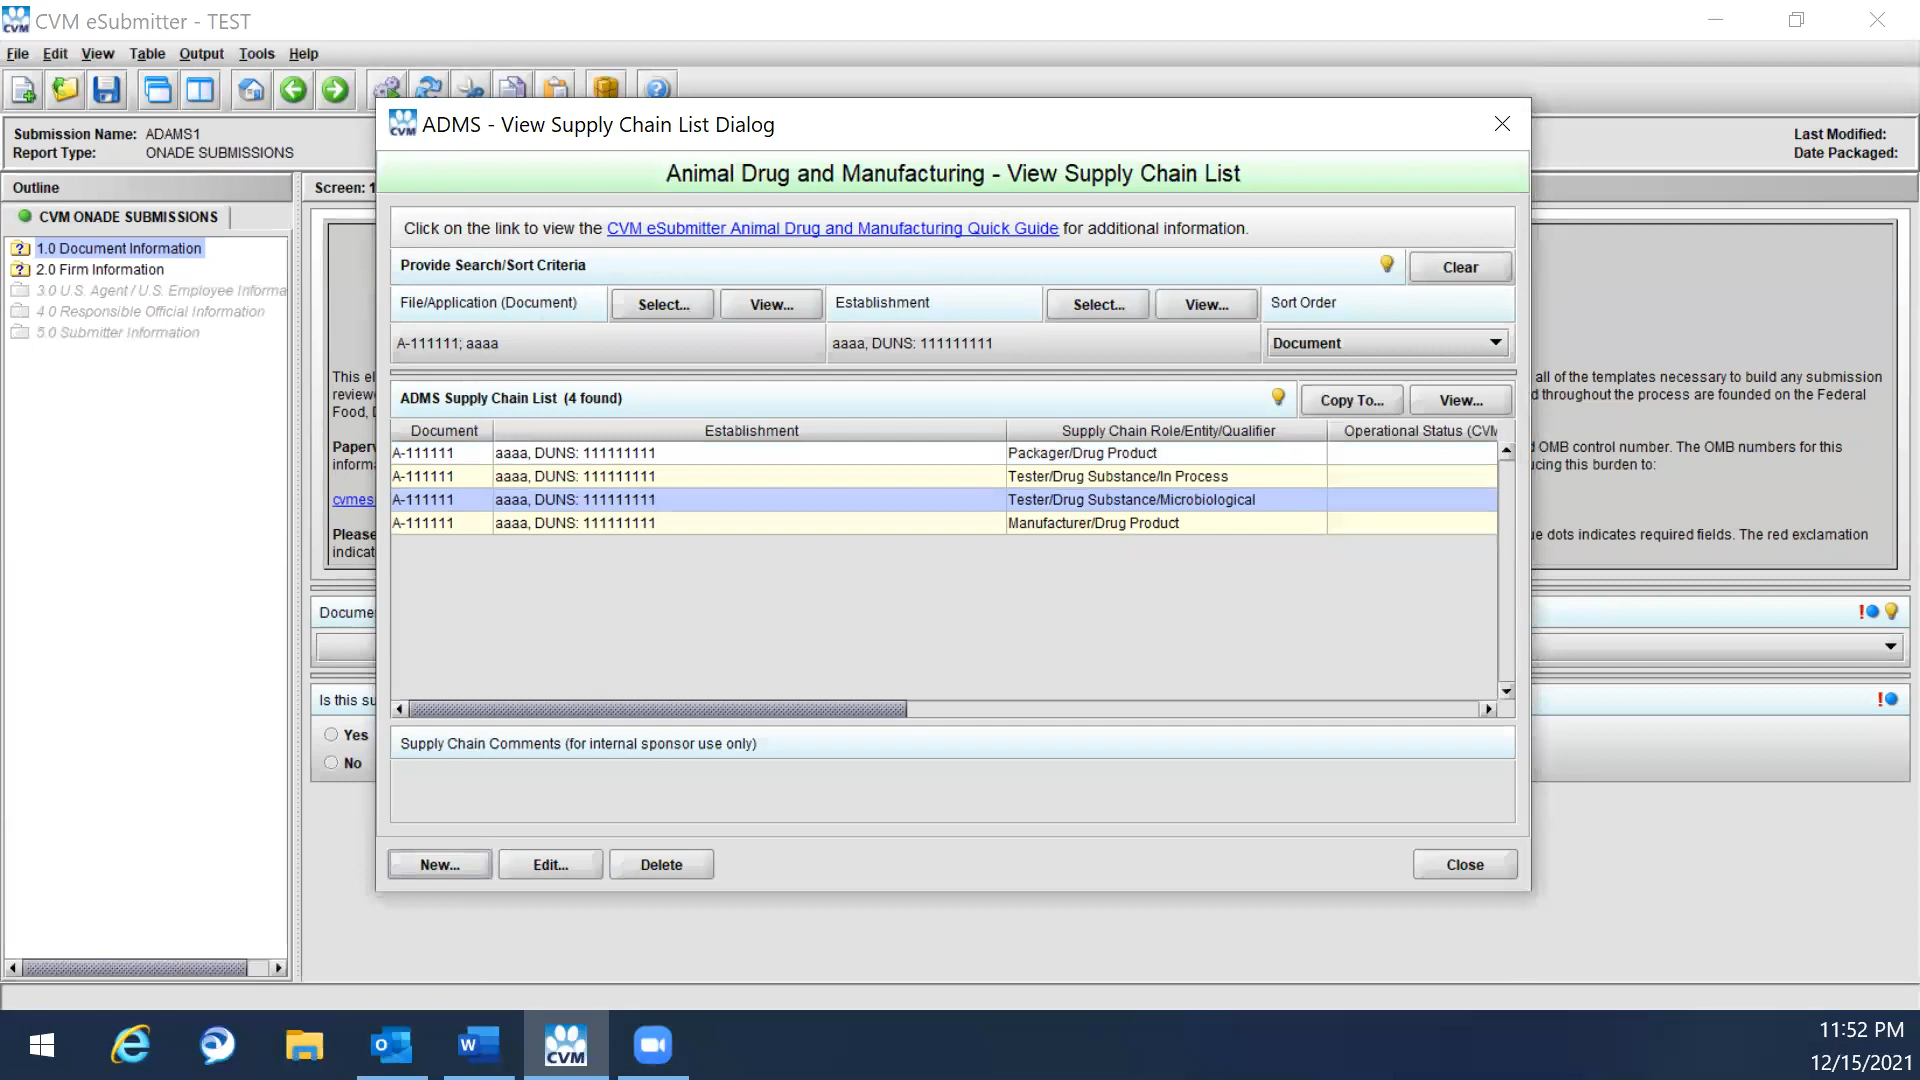 CVM eSubmitter - TEST
File Edit View Table Output Tools Help
Submission Name: ADAMS1
Report Type: ONADE SUBMISSIONS
Last Modified:
Date Packaged:
Outline
CVM ONADE SUBMISSIONS
1.0 Document Information
2.0 Firm Information
3.0 U.S. Agent / U.S. Employee Informa
4.0 Responsible Official Information
5.0 Submitter Information
Screen: 1
This el
review
Food, D
Paperv
inform
cvmes
Please
indicat
Docume
Is this su
Yes
No
CVM ADMS - View Supply Chain List Dialog
Animal Drug and Manufacturing - View Supply Chain List
Click on the link to view the CVM eSubmitter Animal Drug and Manufacturing Quick Guide for additional information.
Provide Search/Sort Criteria Clear
File/Application (Document) Select... View... Establishment Select... View... Sort Order
A-111111; aaaa aaaa, DUNS: 111111111 Document
ADMS Supply Chain List (4 found) Copy To... View...
Document Establishment Supply Chain Role/Entity/Qualifier Operational Status (CVM
A-111111 aaaa, DUNS: 111111111 Packager/Drug Product
A-111111 aaaa, DUNS: 111111111 Tester/Drug Substance/In Process
A-111111 aaaa, DUNS: 111111111 Tester/Drug Substance/Microbiological
A-111111 aaaa, DUNS: 111111111 Manufacturer/Drug Product
Supply Chain Comments (for internal sponsor use only)
New... Edit... Delete Close
all of the templates necessary to build any submission
d throughout the process are founded on the Federal
OMB control number. The OMB numbers for this
cing this burden to:
e dots indicates required fields. The red exclamation
CVM
11:52 PM
12/15/2021